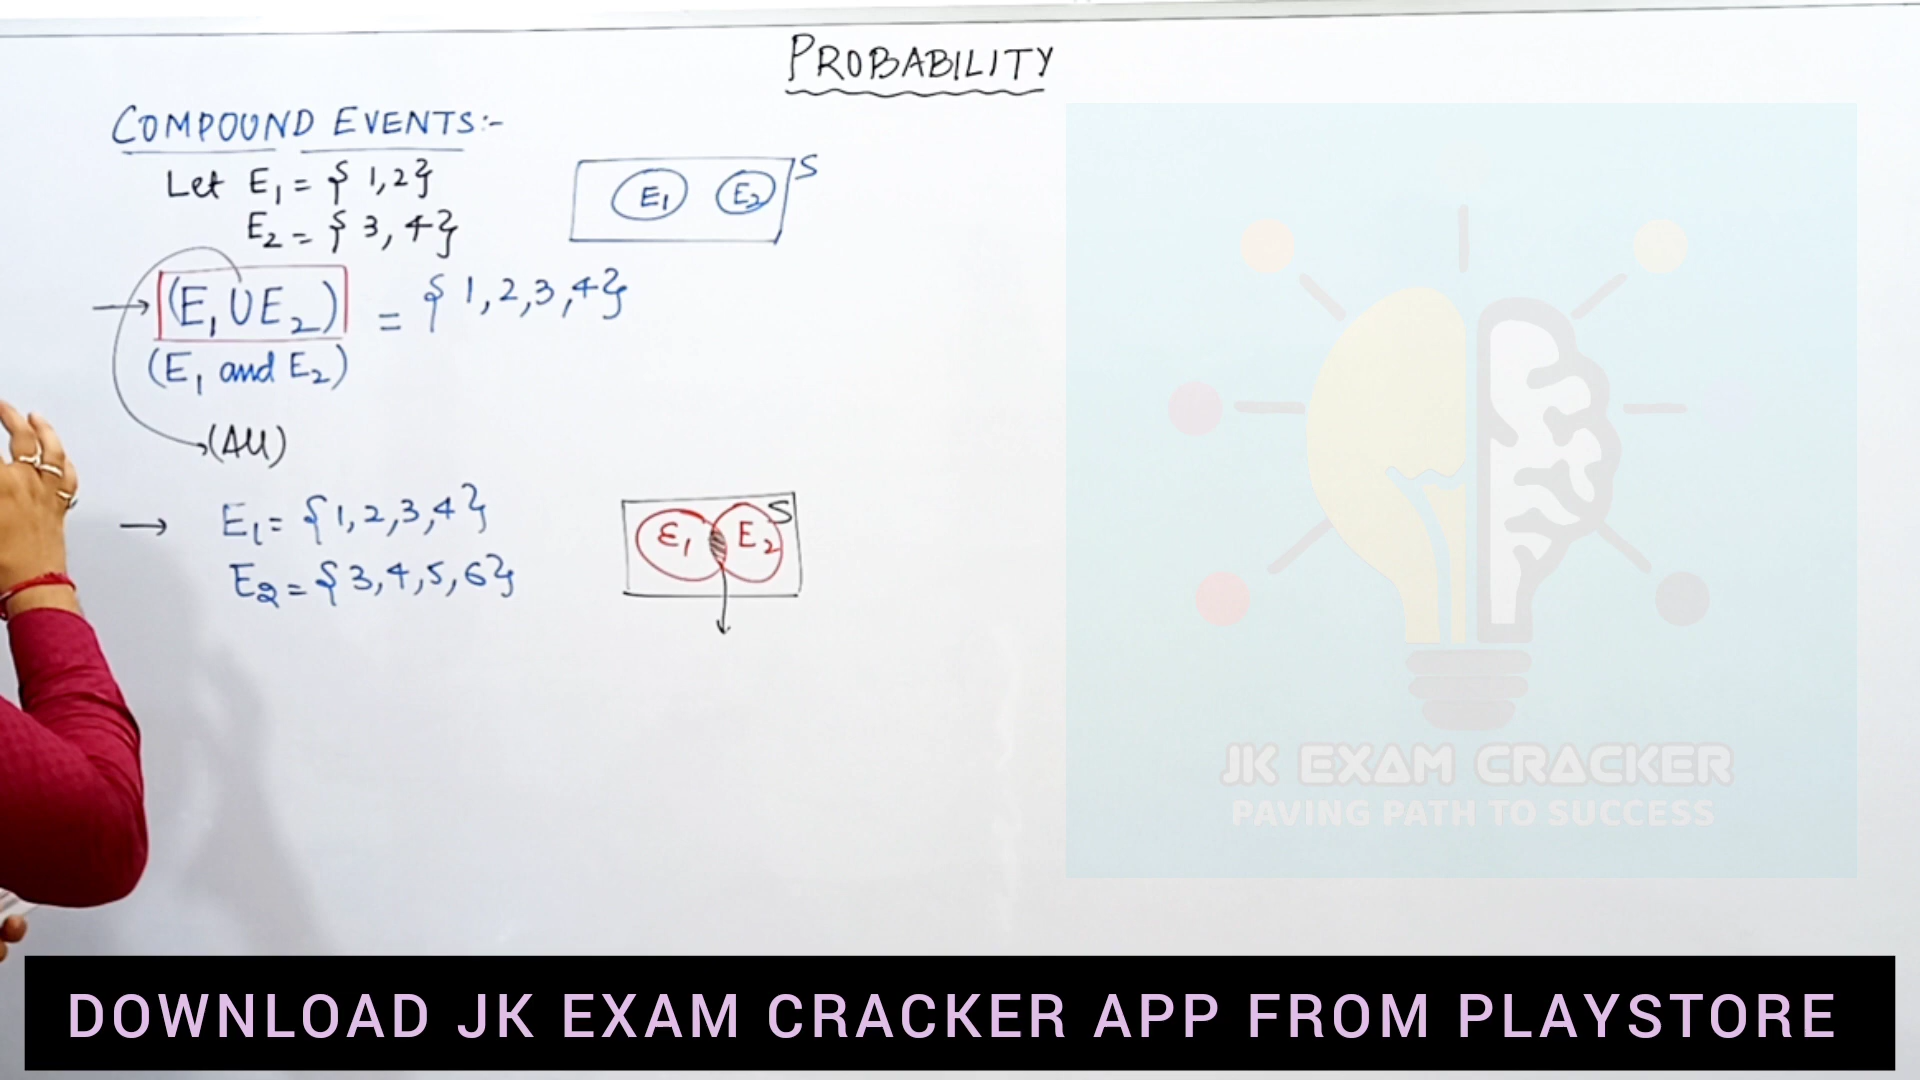 PROBABILITY
COMPOUND EVENTS:-
Let E₁ = { 1,2}
E₂ = { 3, 4}
E₁ E₂ S
→ (E₁ ∪ E₂) = { 1,2,3,4}
(E₁ and E₂)
(All)
→ E₁ = {1,2,3,4}
E₂ = {3,4,5,6}
E₁ E₂ S
JK EXAM CRACKER
PAVING PATH TO SUCCESS
DOWNLOAD JK EXAM CRACKER APP FROM PLAYSTORE